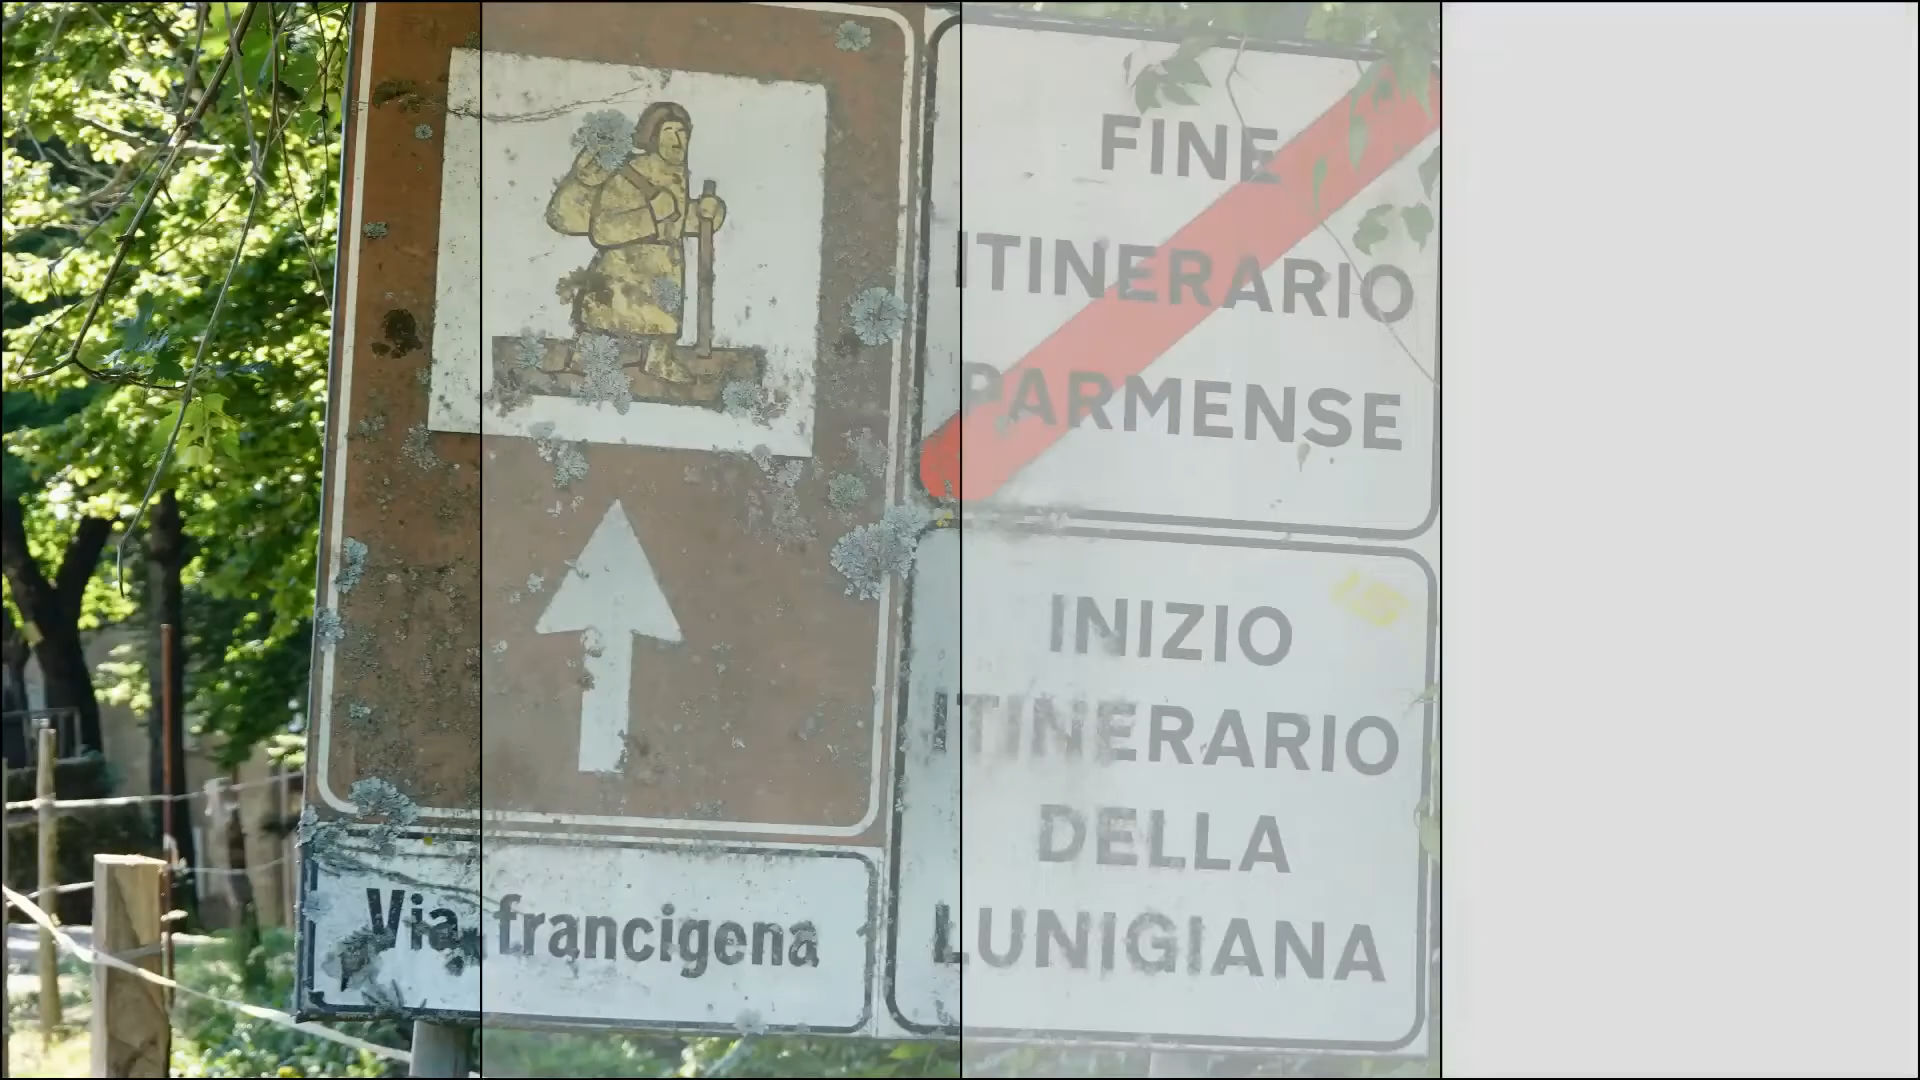 Via francigena
FINE
ITINERARIO
PARMENSE
INIZIO
ITINERARIO
DELLA
LUNIGIANA